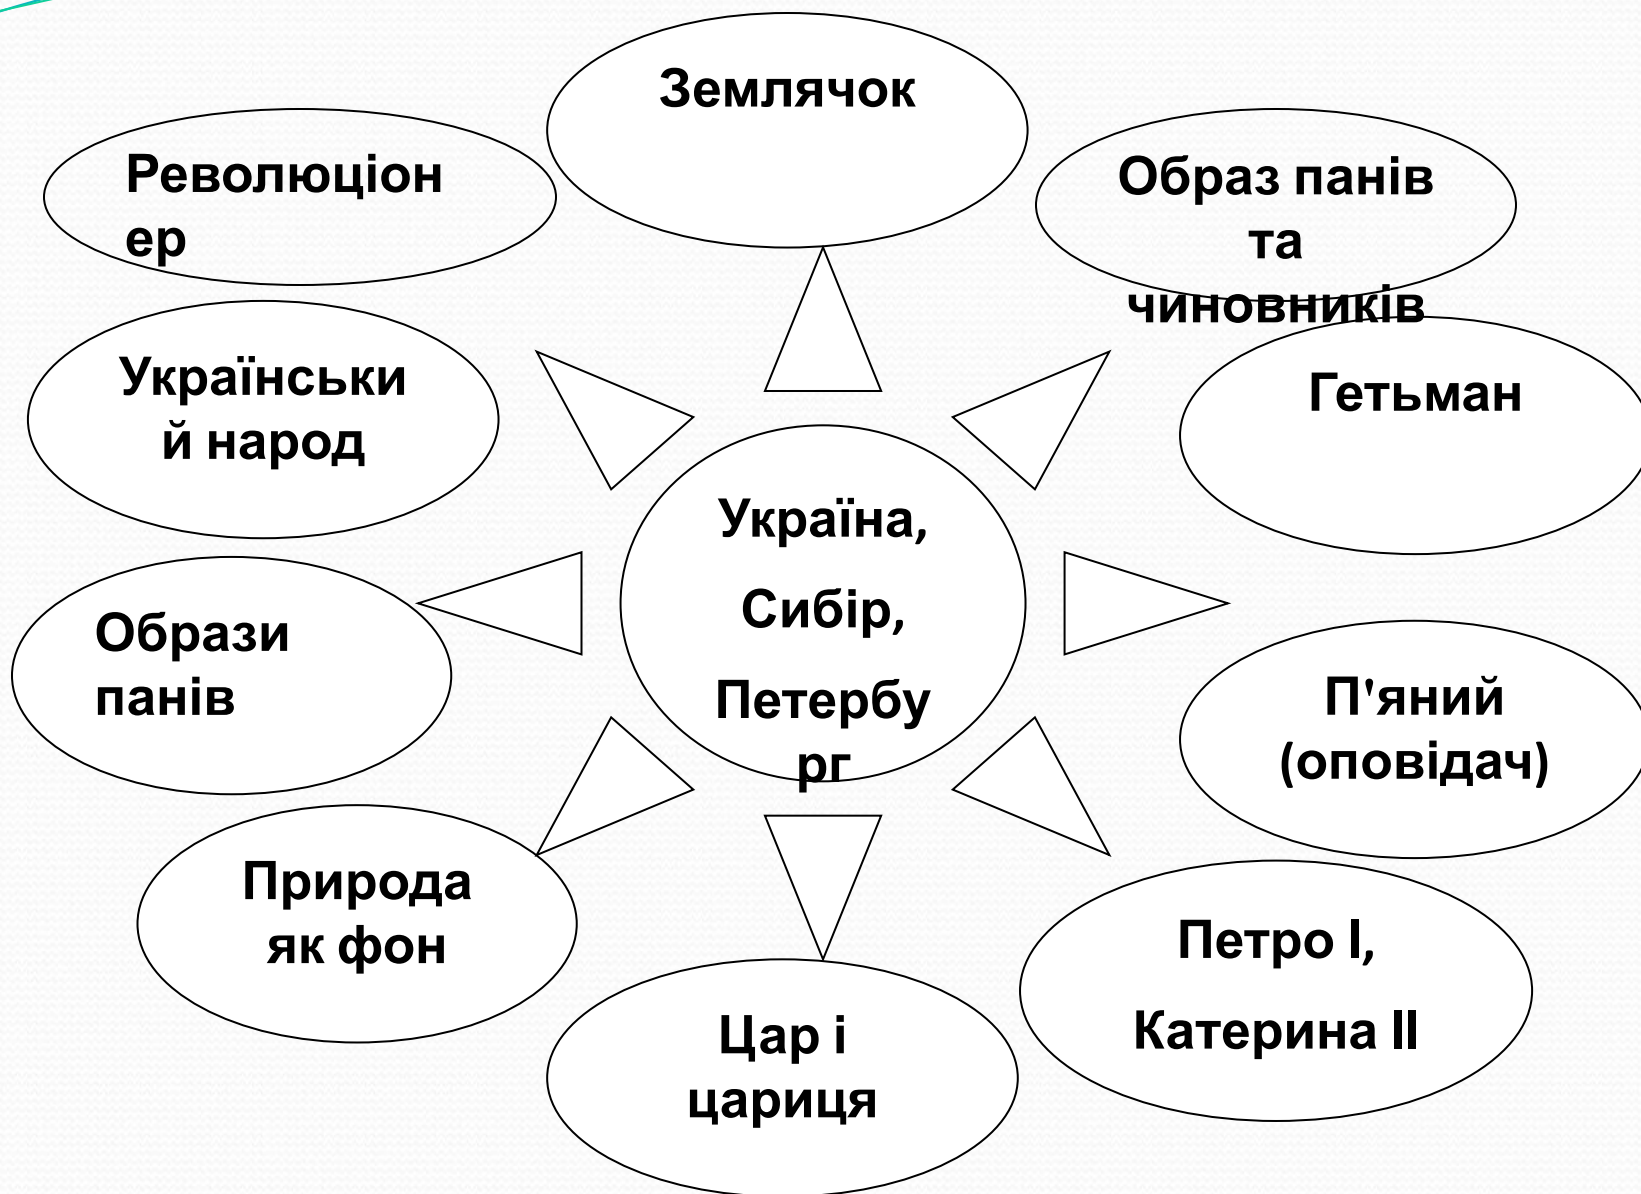 Землячок
Революціон
ер
Образ панів
та
чиновників
Українськи
й народ
Гетьман
Україна,
Сибір,
Петербу
рг
Образи
панів
П'яний
(оповідач)
Природа
як фон
Петро І,
Катерина ІІ
Цар і
цариця